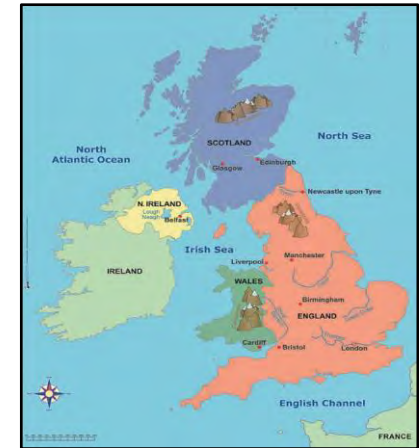 North
Atlantic Ocean
North Sea
SCOTLAND
Glasgow
Edinburgh
Newcastle upon Tyne
N. IRELAND
Lough
Neagh
Belfast
Irish Sea
IRELAND
Liverpool
Manchester
WALES
Birmingham
ENGLAND
Cardiff
Bristol
London
English Channel
FRANCE